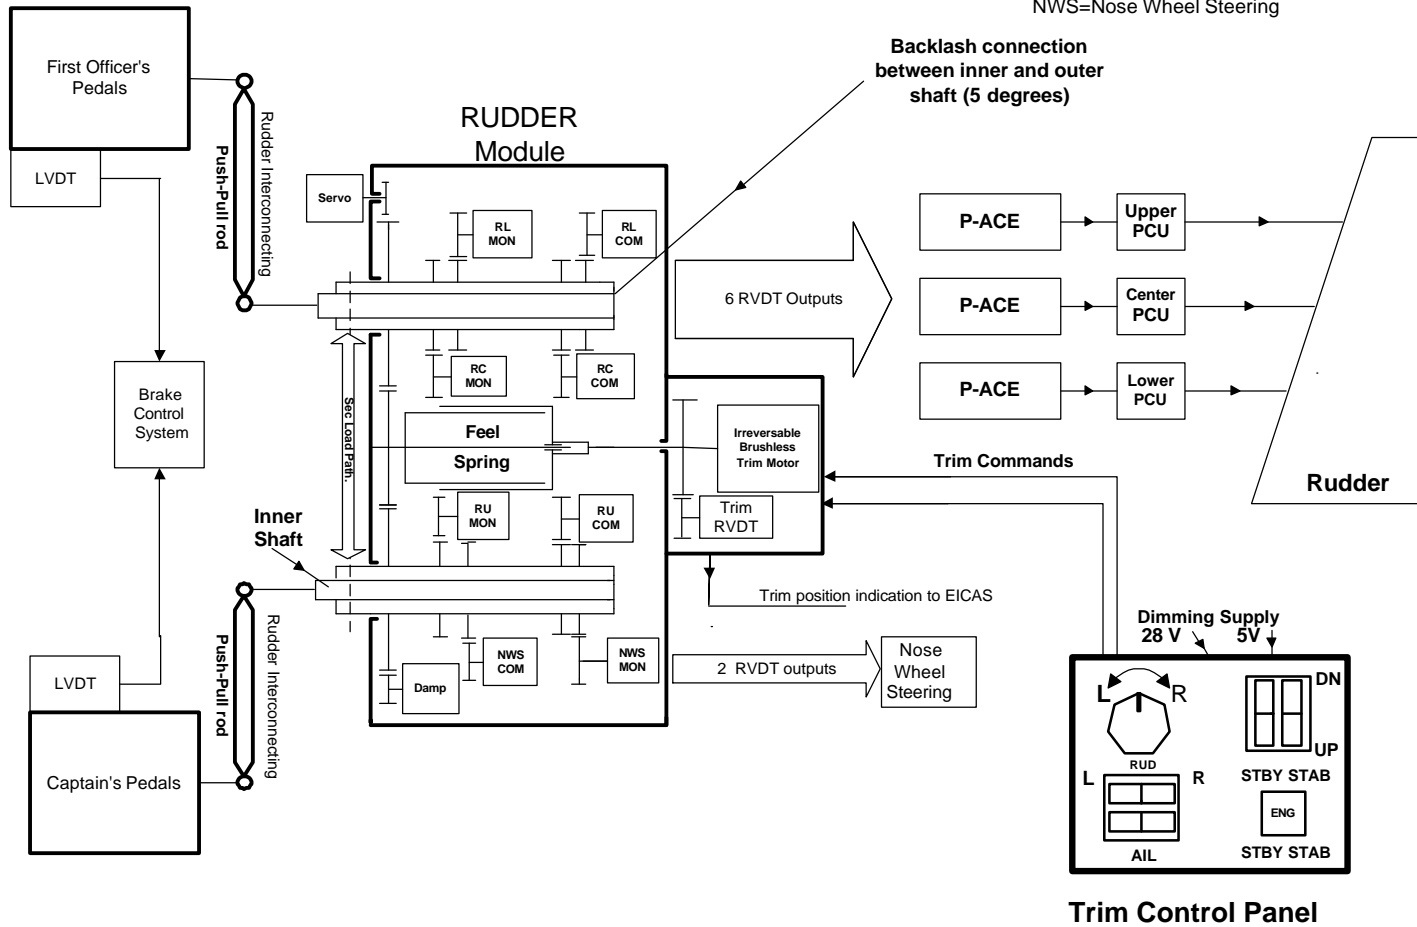 NWS=Nose Wheel Steering
First Officer's
Pedals
LVDT
Rudder Interconnecting
Push-Pull rod
Backlash connection
between inner and outer
shaft (5 degrees)
RUDDER
Module
Servo
RL
MON
RL
COM
6 RVDT Outputs
P-ACE
Upper
PCU
P-ACE
Center
PCU
P-ACE
Lower
PCU
Rudder
RC
MON
RC
COM
Brake
Control
System
Sec Load Path.
Feel
Spring
Irreversable
Brushless
Trim Motor
Trim
RVDT
Trim Commands
RU
MON
RU
COM
Inner
Shaft
Trim position indication to EICAS
Rudder Interconnecting
Push-Pull rod
NWS
COM
NWS
MON
Damp
2 RVDT outputs
Nose
Wheel
Steering
LVDT
Captain's Pedals
Dimming Supply
28 V
5V
L
R
RUD
DN
UP
STBY STAB
L
R
AIL
ENG
STBY STAB
Trim Control Panel